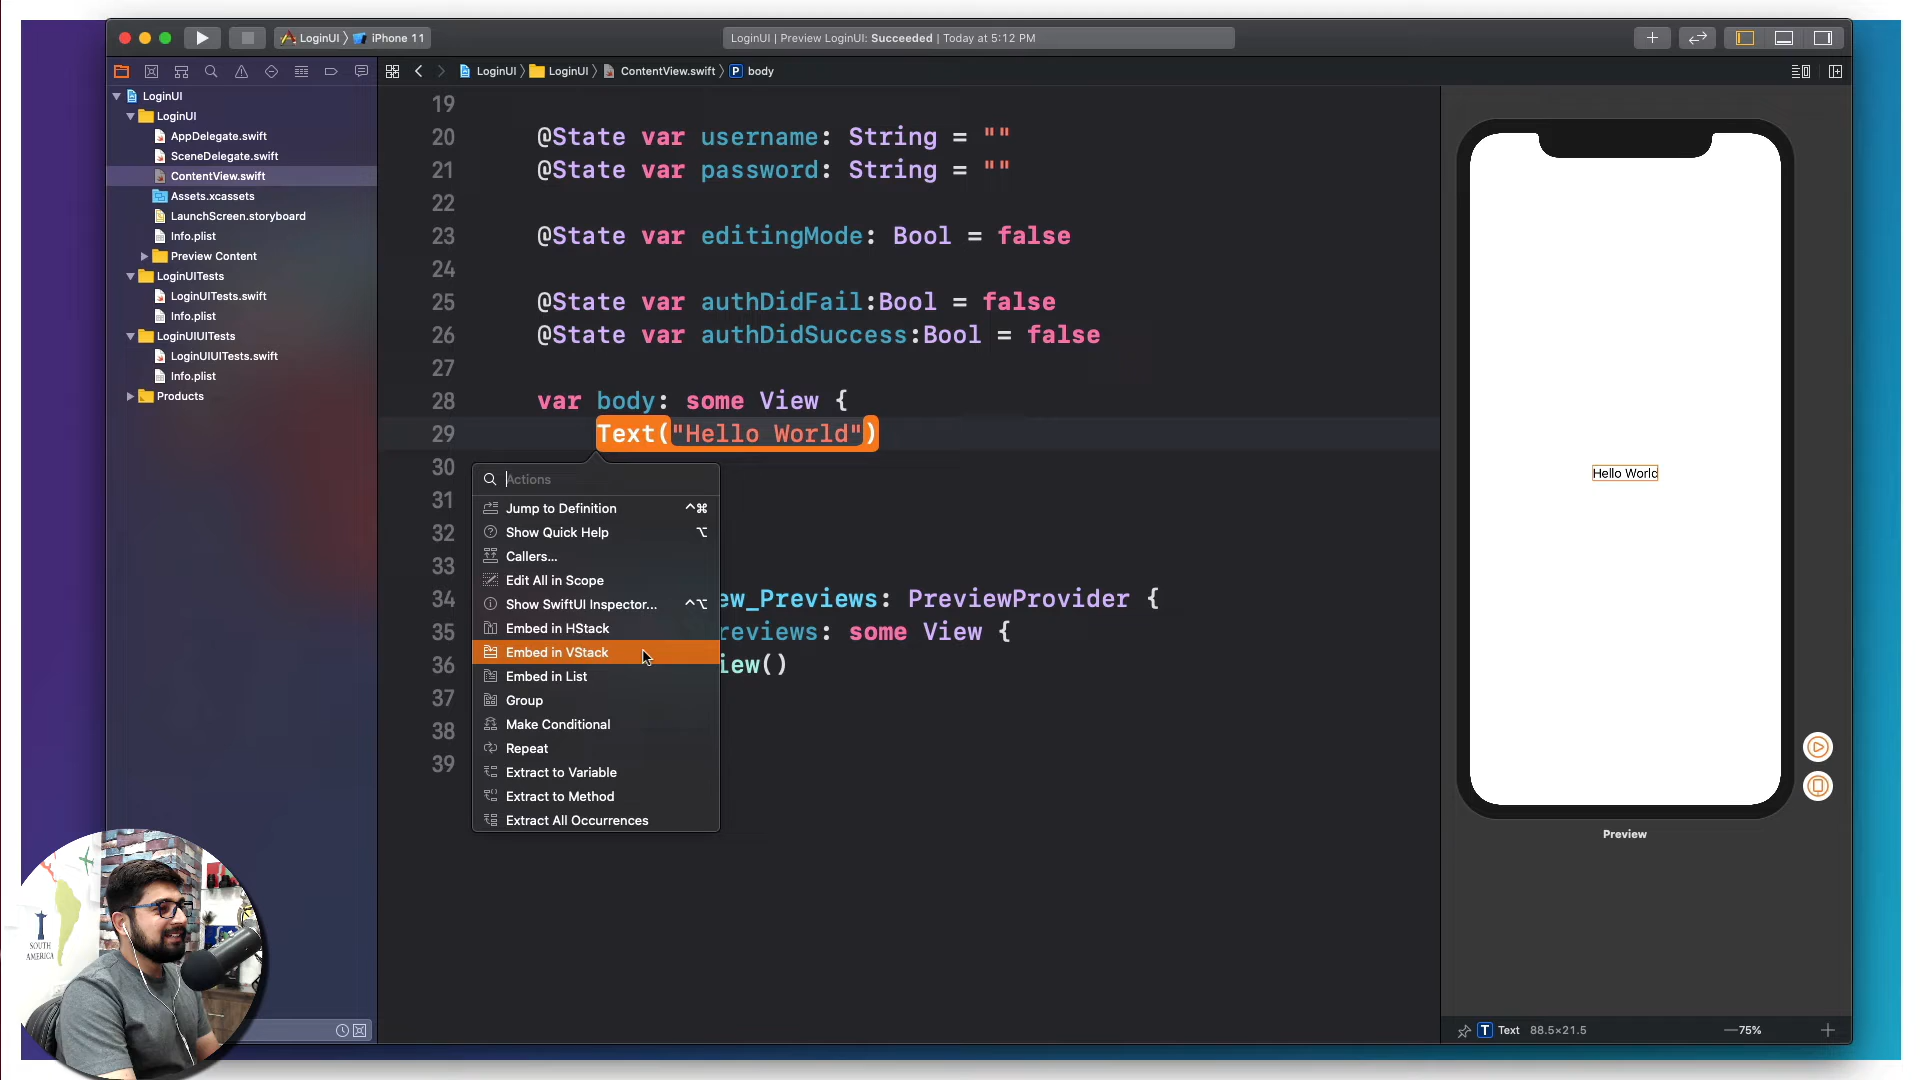 LoginUI
iPhone 11
LoginUI | Preview LoginUI: Succeeded | Today at 5:12 PM
LoginUI
LoginUI
ContentView.swift
P body
LoginUI
LoginUI
AppDelegate.swift
SceneDelegate.swift
ContentView.swift
Assets.xcassets
LaunchScreen.storyboard
Info.plist
Preview Content
LoginUITests
LoginUITests.swift
Info.plist
LoginUIUITests
LoginUIUITests.swift
Info.plist
Products
19
20 @State var username: String = ""
21 @State var password: String = ""
22
23 @State var editingMode: Bool = false
24
25 @State var authDidFail:Bool = false
26 @State var authDidSuccess:Bool = false
27
28 var body: some View {
29 Text("Hello World")
30
31
32
33
34 ew_Previews: PreviewProvider {
35 reviews: some View {
36 iew()
37
38
39
Actions
Jump to Definition ^⌘
Show Quick Help ⌥
Callers...
Edit All in Scope
Show SwiftUI Inspector... ^⌥
Embed in HStack
Embed in VStack
Embed in List
Group
Make Conditional
Repeat
Extract to Variable
Extract to Method
Extract All Occurrences
Hello World
Preview
T Text 88.5×21.5
— 75% +
SOUTH
AMERICA